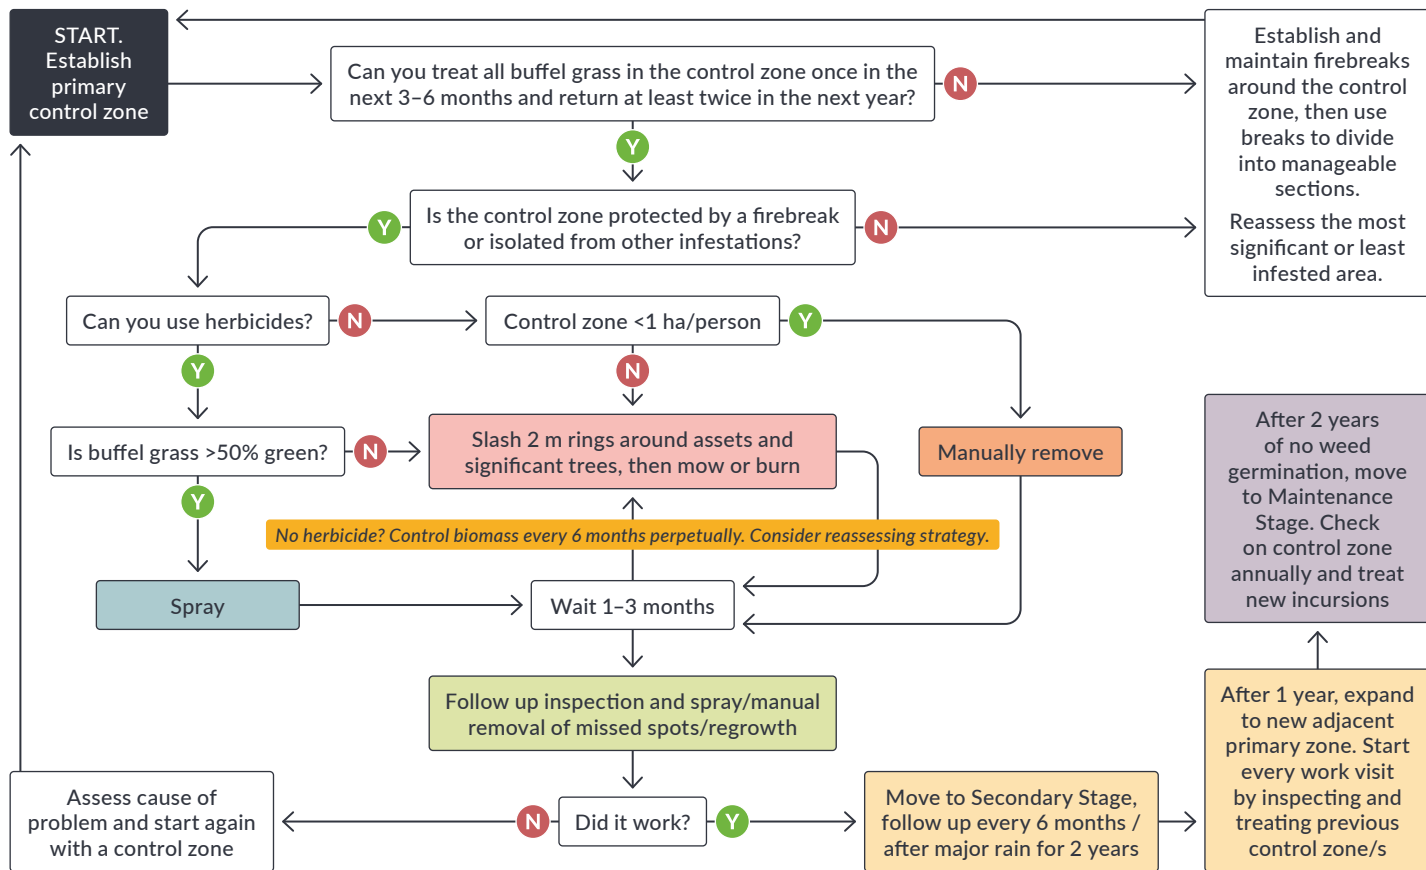 START.
Establish
primary
control zone
Can you treat all buffel grass in the control zone once in the
next 3–6 months and return at least twice in the next year?
N
Establish and
maintain firebreaks
around the control
zone, then use
breaks to divide
into manageable
sections.
Reassess the most
significant or least
infested area.
Y
Is the control zone protected by a firebreak
or isolated from other infestations?
Y
N
Can you use herbicides?
N
Control zone <1 ha/person
Y
Y
N
Is buffel grass >50% green?
N
Slash 2 m rings around assets and
significant trees, then mow or burn
Manually remove
Y
No herbicide? Control biomass every 6 months perpetually. Consider reassessing strategy.
Spray
Wait 1–3 months
Follow up inspection and spray/manual
removal of missed spots/regrowth
Did it work?
N
Y
Assess cause of
problem and start again
with a control zone
Move to Secondary Stage,
follow up every 6 months /
after major rain for 2 years
After 1 year, expand
to new adjacent
primary zone. Start
every work visit
by inspecting and
treating previous
control zone/s
After 2 years
of no weed
germination, move
to Maintenance
Stage. Check
on control zone
annually and treat
new incursions